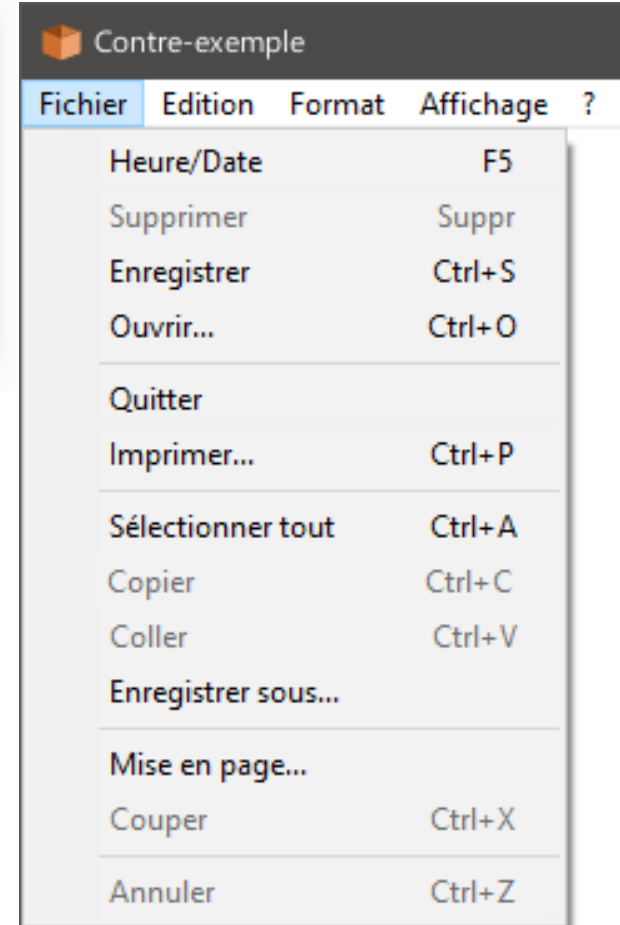 Contre-exemple
Fichier Edition Format Affichage ?
Heure/Date F5
Supprimer Suppr
Enregistrer Ctrl+S
Ouvrir... Ctrl+O
Quitter
Imprimer... Ctrl+P
Sélectionner tout Ctrl+A
Copier Ctrl+C
Coller Ctrl+V
Enregistrer sous...
Mise en page...
Couper Ctrl+X
Annuler Ctrl+Z